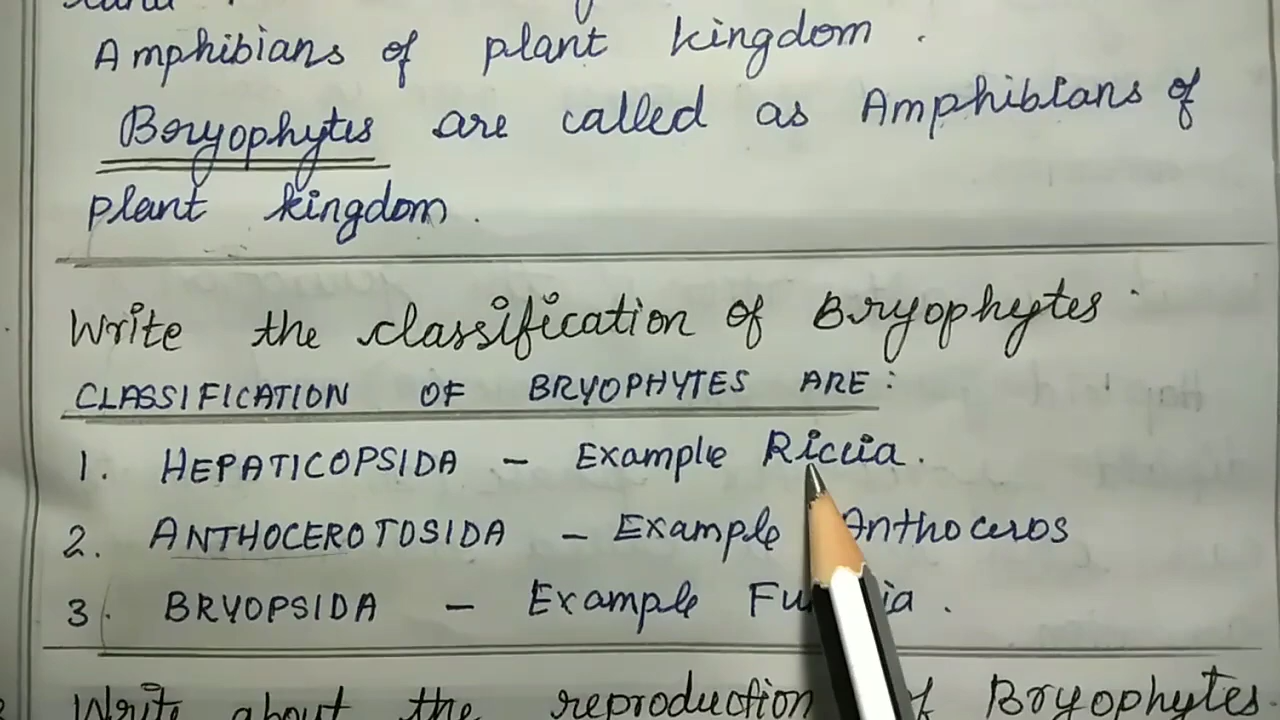 Amphibians of plant kingdom.
Bryophytes are called as Amphibians of
plant kingdom.
Write the classification of Bryophytes.
CLASSIFICATION OF BRYOPHYTES ARE:
1. HEPATICOPSIDA - Example Riccia.
2. ANTHOCEROTOSIDA - Example Anthoceros
3. BRYOPSIDA - Example
Write about the reproduction of Bryophytes.